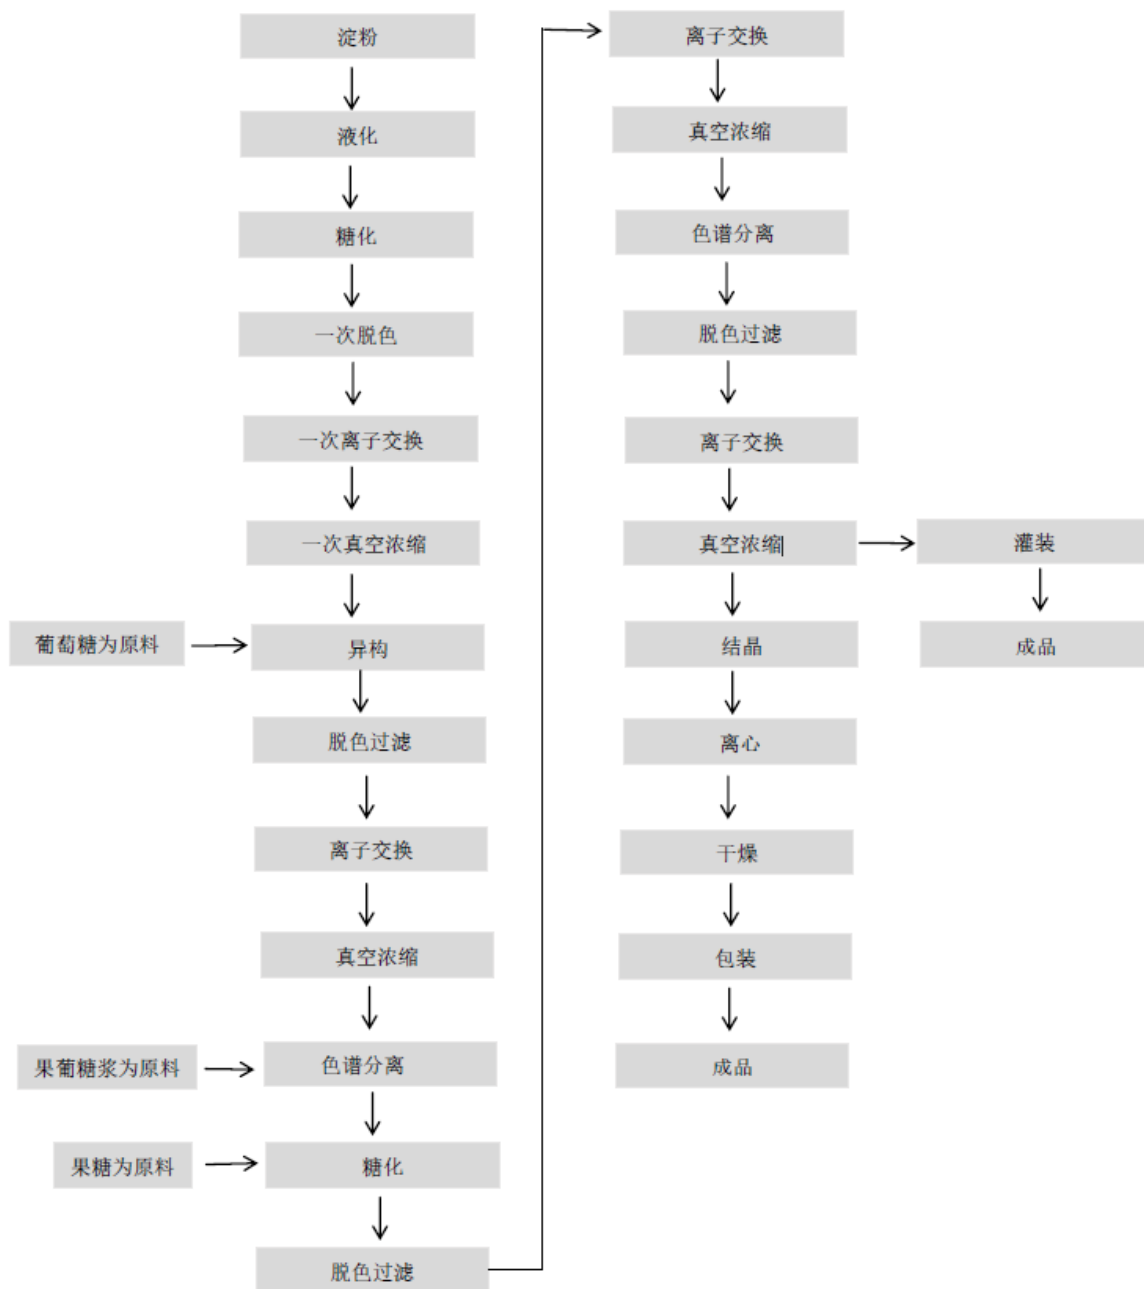 淀粉
液化
糖化
一次脱色
一次离子交换
一次真空浓缩
葡萄糖为原料
异构
脱色过滤
离子交换
真空浓缩
果葡糖浆为原料
色谱分离
果糖为原料
糖化
脱色过滤
离子交换
真空浓缩
色谱分离
脱色过滤
离子交换
真空浓缩
灌装
成品
结晶
离心
干燥
包装
成品